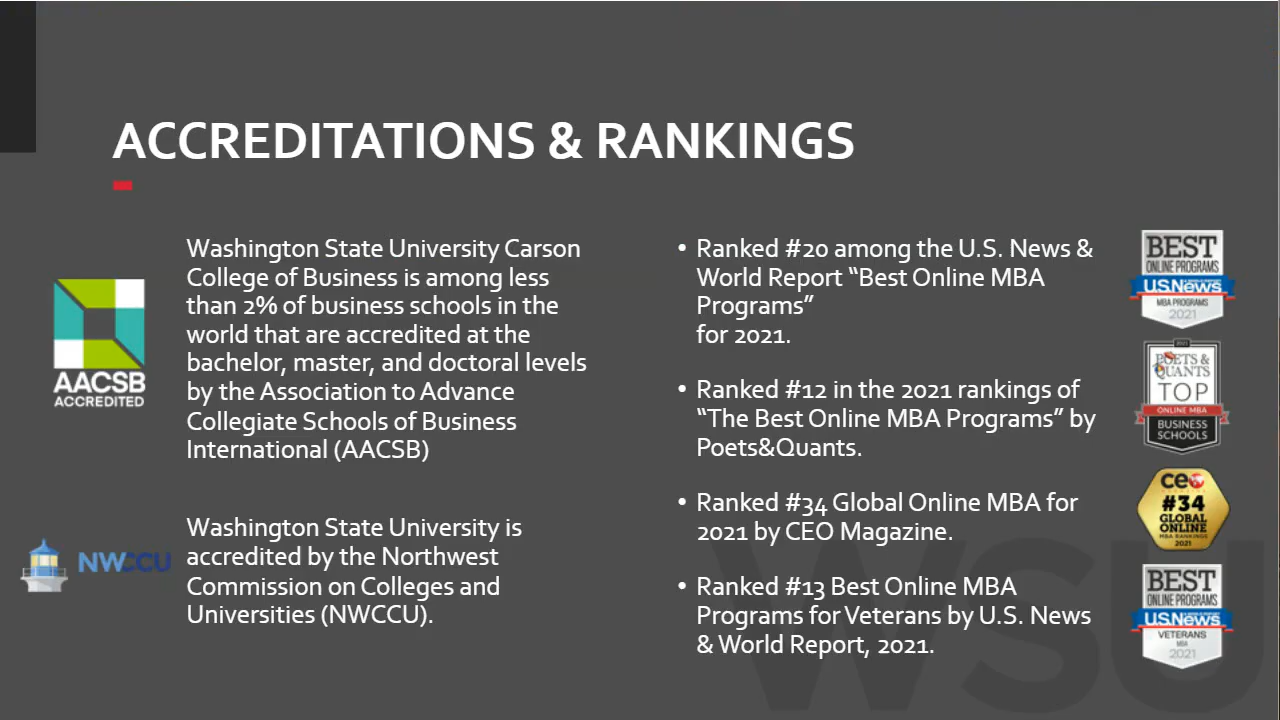 ACCREDITATIONS & RANKINGS
Washington State University Carson
College of Business is among less
than 2% of business schools in the
world that are accredited at the
bachelor, master, and doctoral levels
by the Association to Advance
Collegiate Schools of Business
International (AACSB)
AACSB
ACCREDITED
Washington State University is
accredited by the Northwest
Commission on Colleges and
Universities (NWCCU).
NWCCU
• Ranked #20 among the U.S. News &
World Report “Best Online MBA
Programs”
for 2021.
• Ranked #12 in the 2021 rankings of
“The Best Online MBA Programs” by
Poets&Quants.
• Ranked #34 Global Online MBA for
2021 by CEO Magazine.
• Ranked #13 Best Online MBA
Programs for Veterans by U.S. News
& World Report, 2021.
BEST
ONLINE PROGRAMS
U.S.News
MBA PROGRAMS
2021
2021
POETS &
QUANTS
TOP
ONLINE MBA
BUSINESS
SCHOOLS
CEO
#34
GLOBAL
ONLINE
MBA RANKINGS
2021
BEST
ONLINE PROGRAMS
U.S.News
VETERANS
MBA
2021
WSU